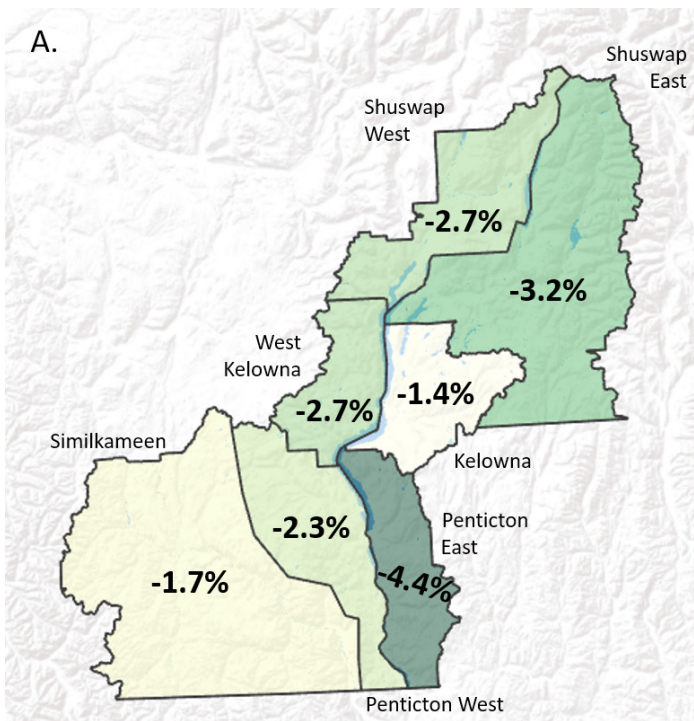 A.
Shuswap
East
Shuswap
West
-2.7%
-3.2%
West
Kelowna
-1.4%
-2.7%
Similkameen
Kelowna
-2.3%
Penticton
East
-1.7%
-4.4%
Penticton West